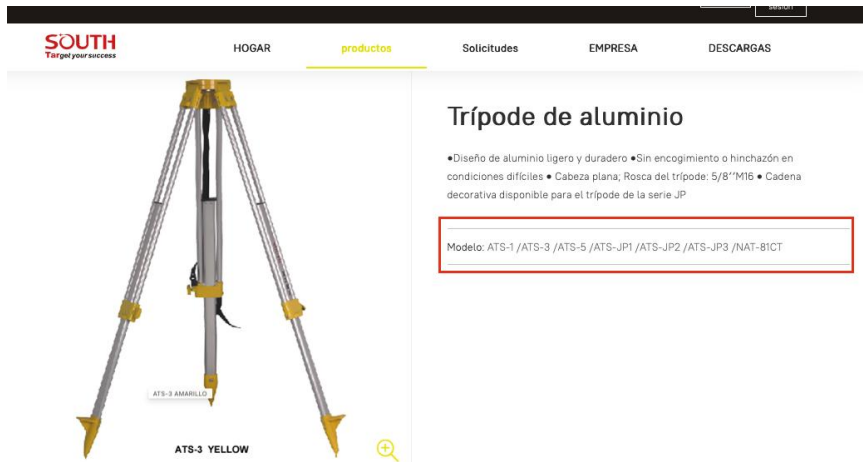 sesión
SOUTH
Target your success
HOGAR
productos
Solicitudes
EMPRESA
DESCARGAS
Trípode de aluminio
●Diseño de aluminio ligero y duradero ●Sin encogimiento o hinchazón en
condiciones difíciles ● Cabeza plana; Rosca del trípode: 5/8´´M16 ● Cadena
decorativa disponible para el trípode de la serie JP
Modelo: ATS-1 /ATS-3 /ATS-5 /ATS-JP1 /ATS-JP2 /ATS-JP3 /NAT-81CT
ATS-3 AMARILLO
ATS-3 YELLOW